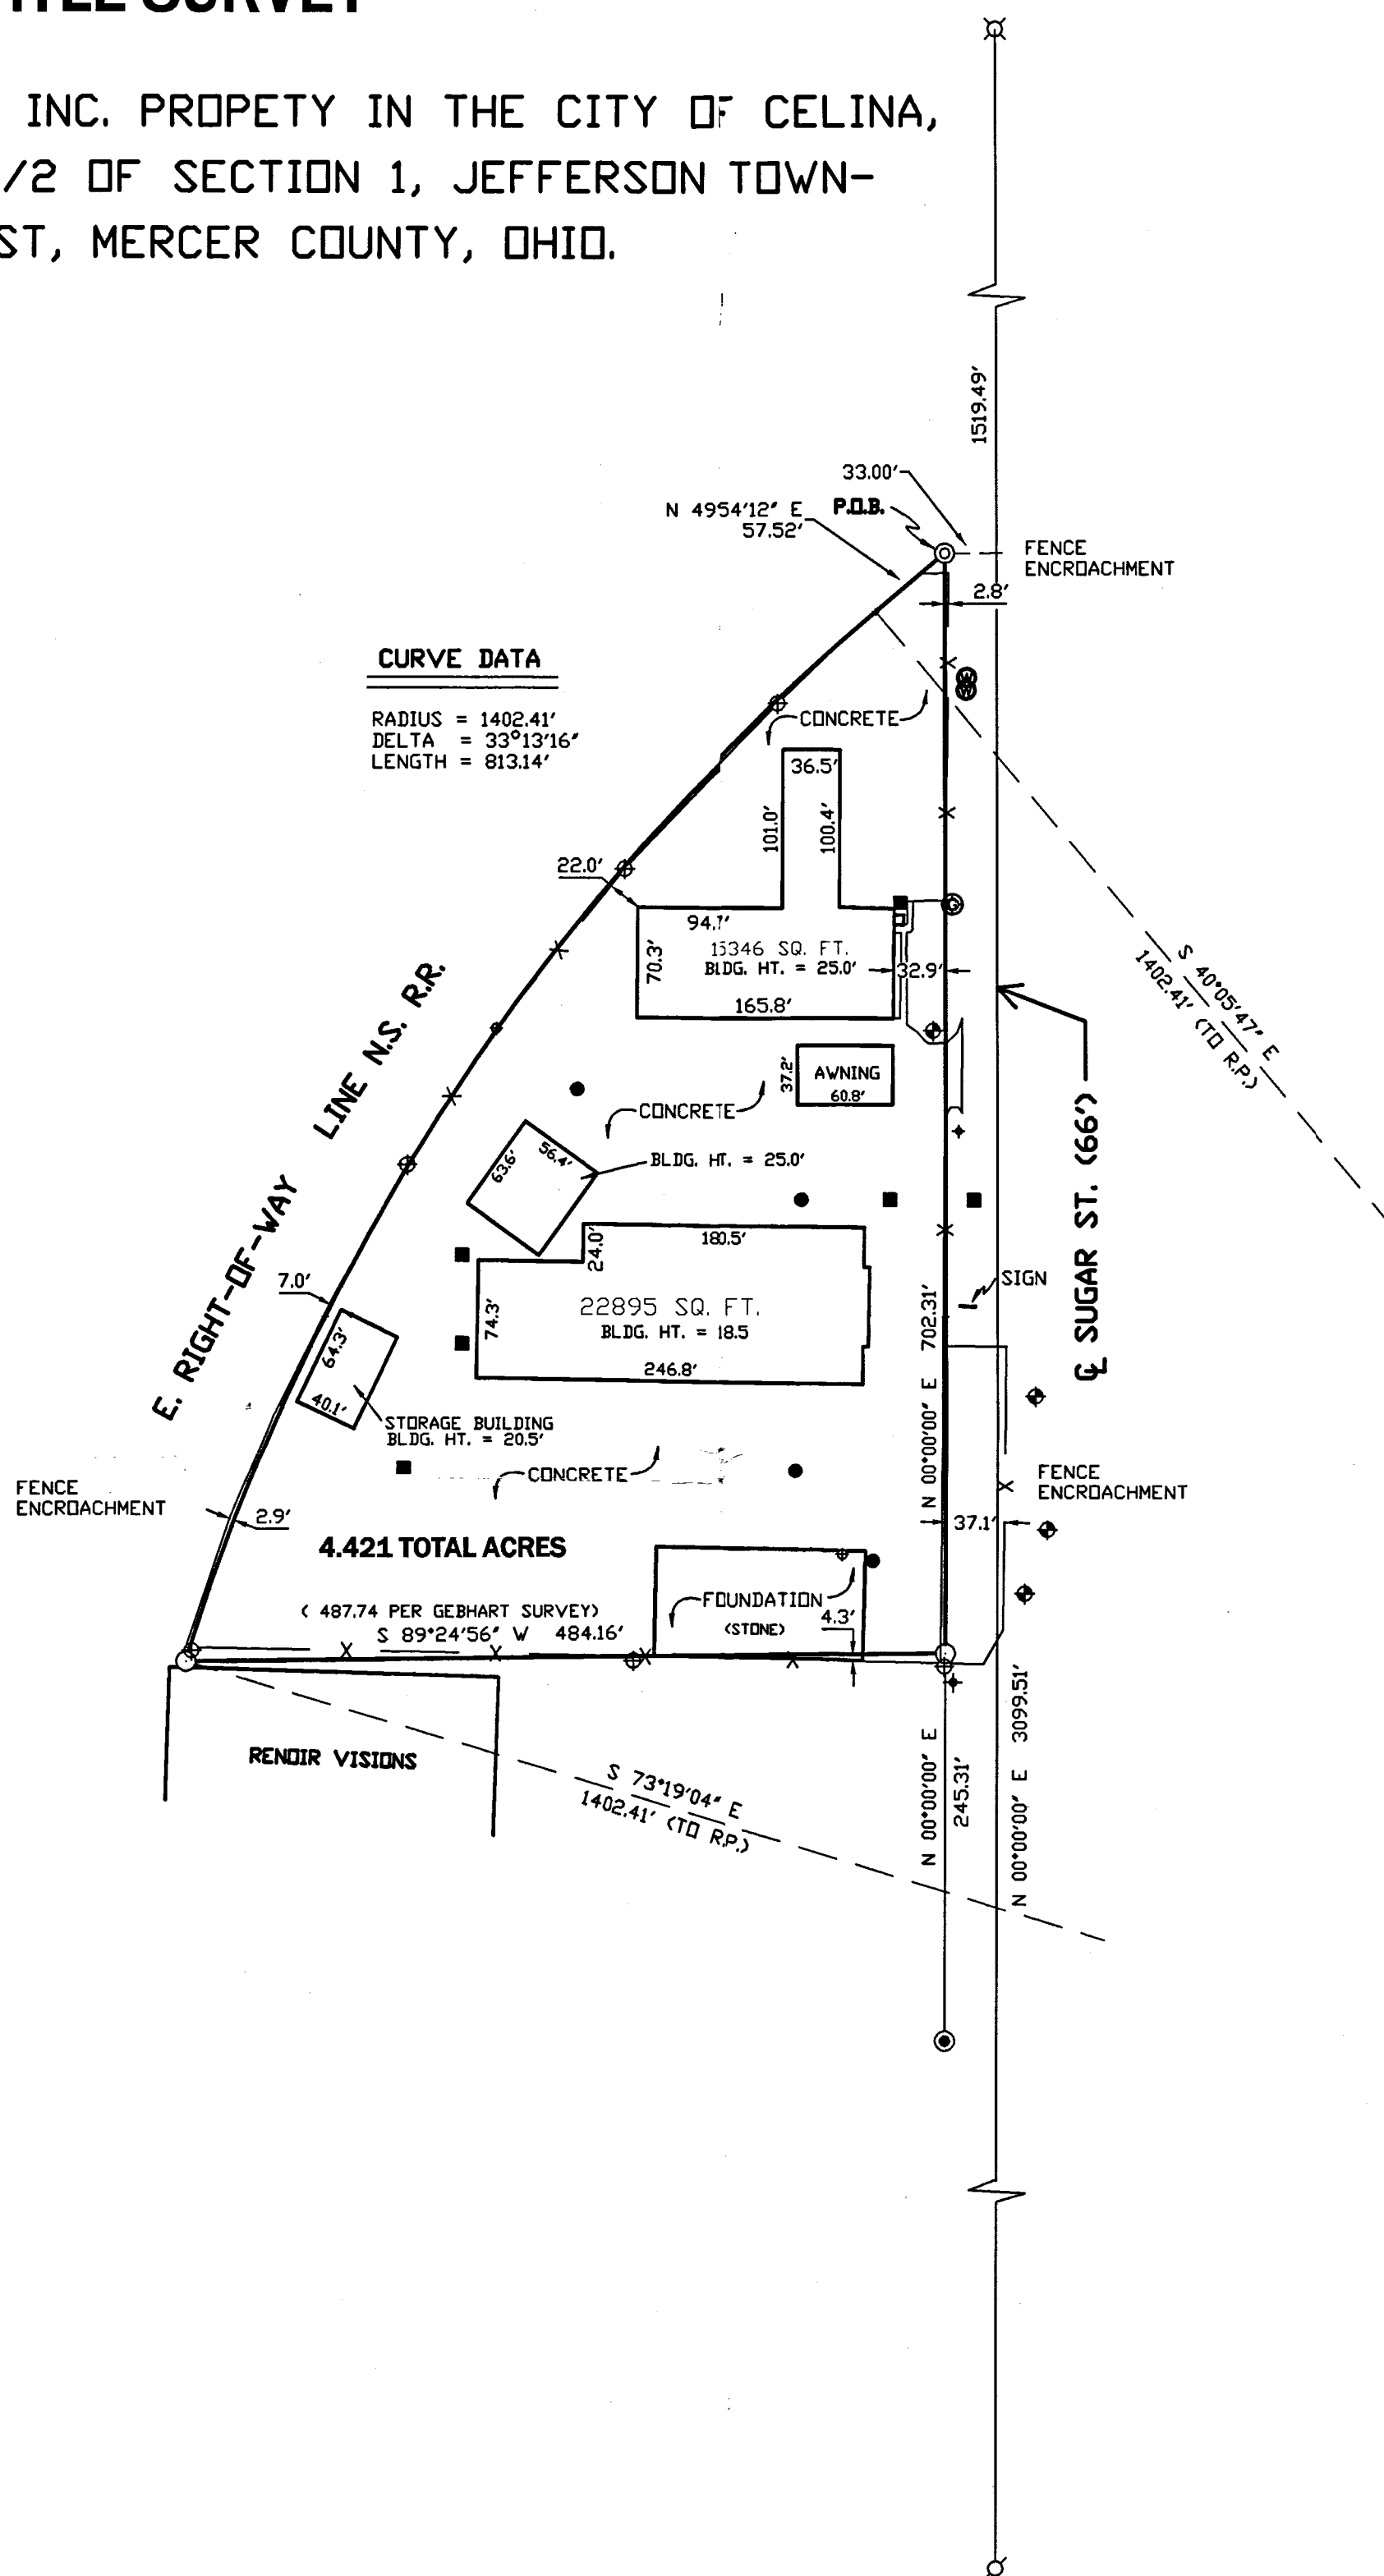 INC. PROPETY IN THE CITY OF CELINA,
/2 OF SECTION 1, JEFFERSON TOWN-
ST, MERCER COUNTY, OHIO.
1519.49'
33.00'
N 4954'12" E
57.52'
P.O.B.
FENCE
ENCROACHMENT
2.8'
CURVE DATA
RADIUS = 1402.41'
DELTA = 33°13'16"
LENGTH = 813.14'
CONCRETE
36.5'
101.0'
100.4'
22.0'
94.7'
15346 SQ. FT.
BLDG. HT. = 25.0'
70.3'
32.9'
165.8'
S 40°05'47" E
1402.41' (TO R.P.)
E. RIGHT-OF-WAY LINE N.S. R.R.
37.2'
AWNING
60.8'
CONCRETE
63.6'
56.4'
BLDG. HT. = 25.0'
℄ SUGAR ST. (66')
24.0'
180.5'
7.0'
SIGN
22895 SQ. FT.
BLDG. HT. = 18.5
74.3'
246.8'
N 00°00'00" E 702.31'
64.3'
40.1'
STORAGE BUILDING
BLDG. HT. = 20.5'
CONCRETE
FENCE
ENCROACHMENT
FENCE
ENCROACHMENT
2.9'
37.1'
4.421 TOTAL ACRES
( 487.74 PER GEBHART SURVEY)
S 89°24'56" W 484.16'
FOUNDATION
(STONE)
4.3'
RENOIR VISIONS
S 73°19'04" E
1402.41' (TO R.P.)
N 00°00'00" E
245.31'
N 00°00'00" E 3099.51'